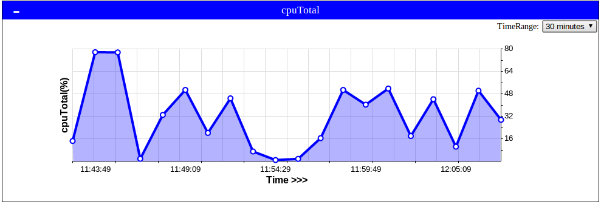 cpuTotal
TimeRange: 30 minutes
80
64
48
32
16
cpuTotal(%)
11:43:49 11:49:09 11:54:29 11:59:49 12:05:09
Time >>>